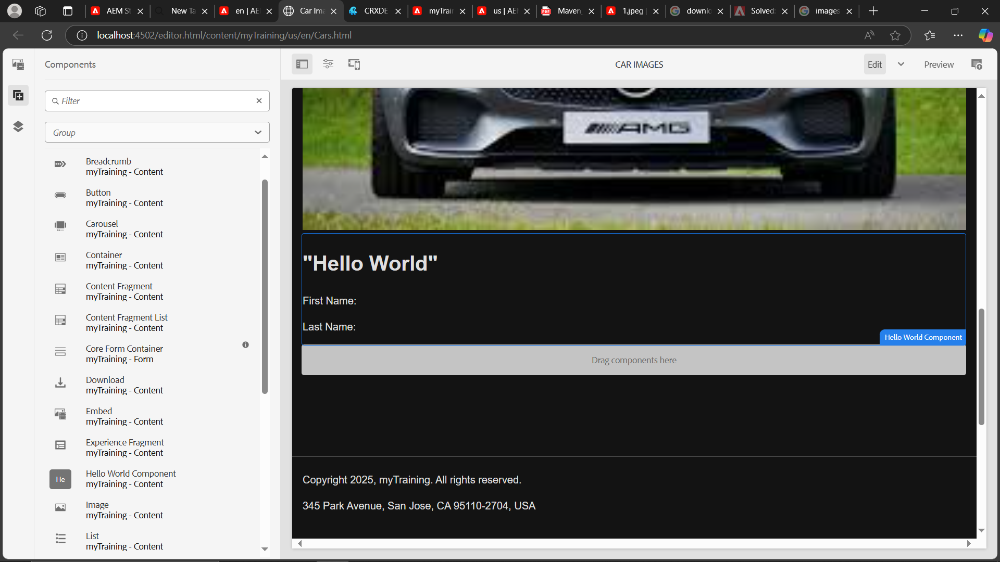 AEM St
New Ta
en | AEI
Car Ima
CRXDE
myTrair
us | AEI
Maven_
1.jpeg |
downlo
Solved:
images
localhost:4502/editor.html/content/myTraining/us/en/Cars.html
Components
CAR IMAGES
Edit
Preview
Filter
Group
Breadcrumb
myTraining - Content
Button
myTraining - Content
Carousel
myTraining - Content
Container
myTraining - Content
Content Fragment
myTraining - Content
Content Fragment List
myTraining - Content
Core Form Container
myTraining - Form
Download
myTraining - Content
Embed
myTraining - Content
Experience Fragment
myTraining - Content
He
Hello World Component
myTraining - Content
Image
myTraining - Content
List
myTraining - Content
AMG
"Hello World"
First Name:
Last Name:
Hello World Component
Drag components here
Copyright 2025, myTraining. All rights reserved.
345 Park Avenue, San Jose, CA 95110-2704, USA